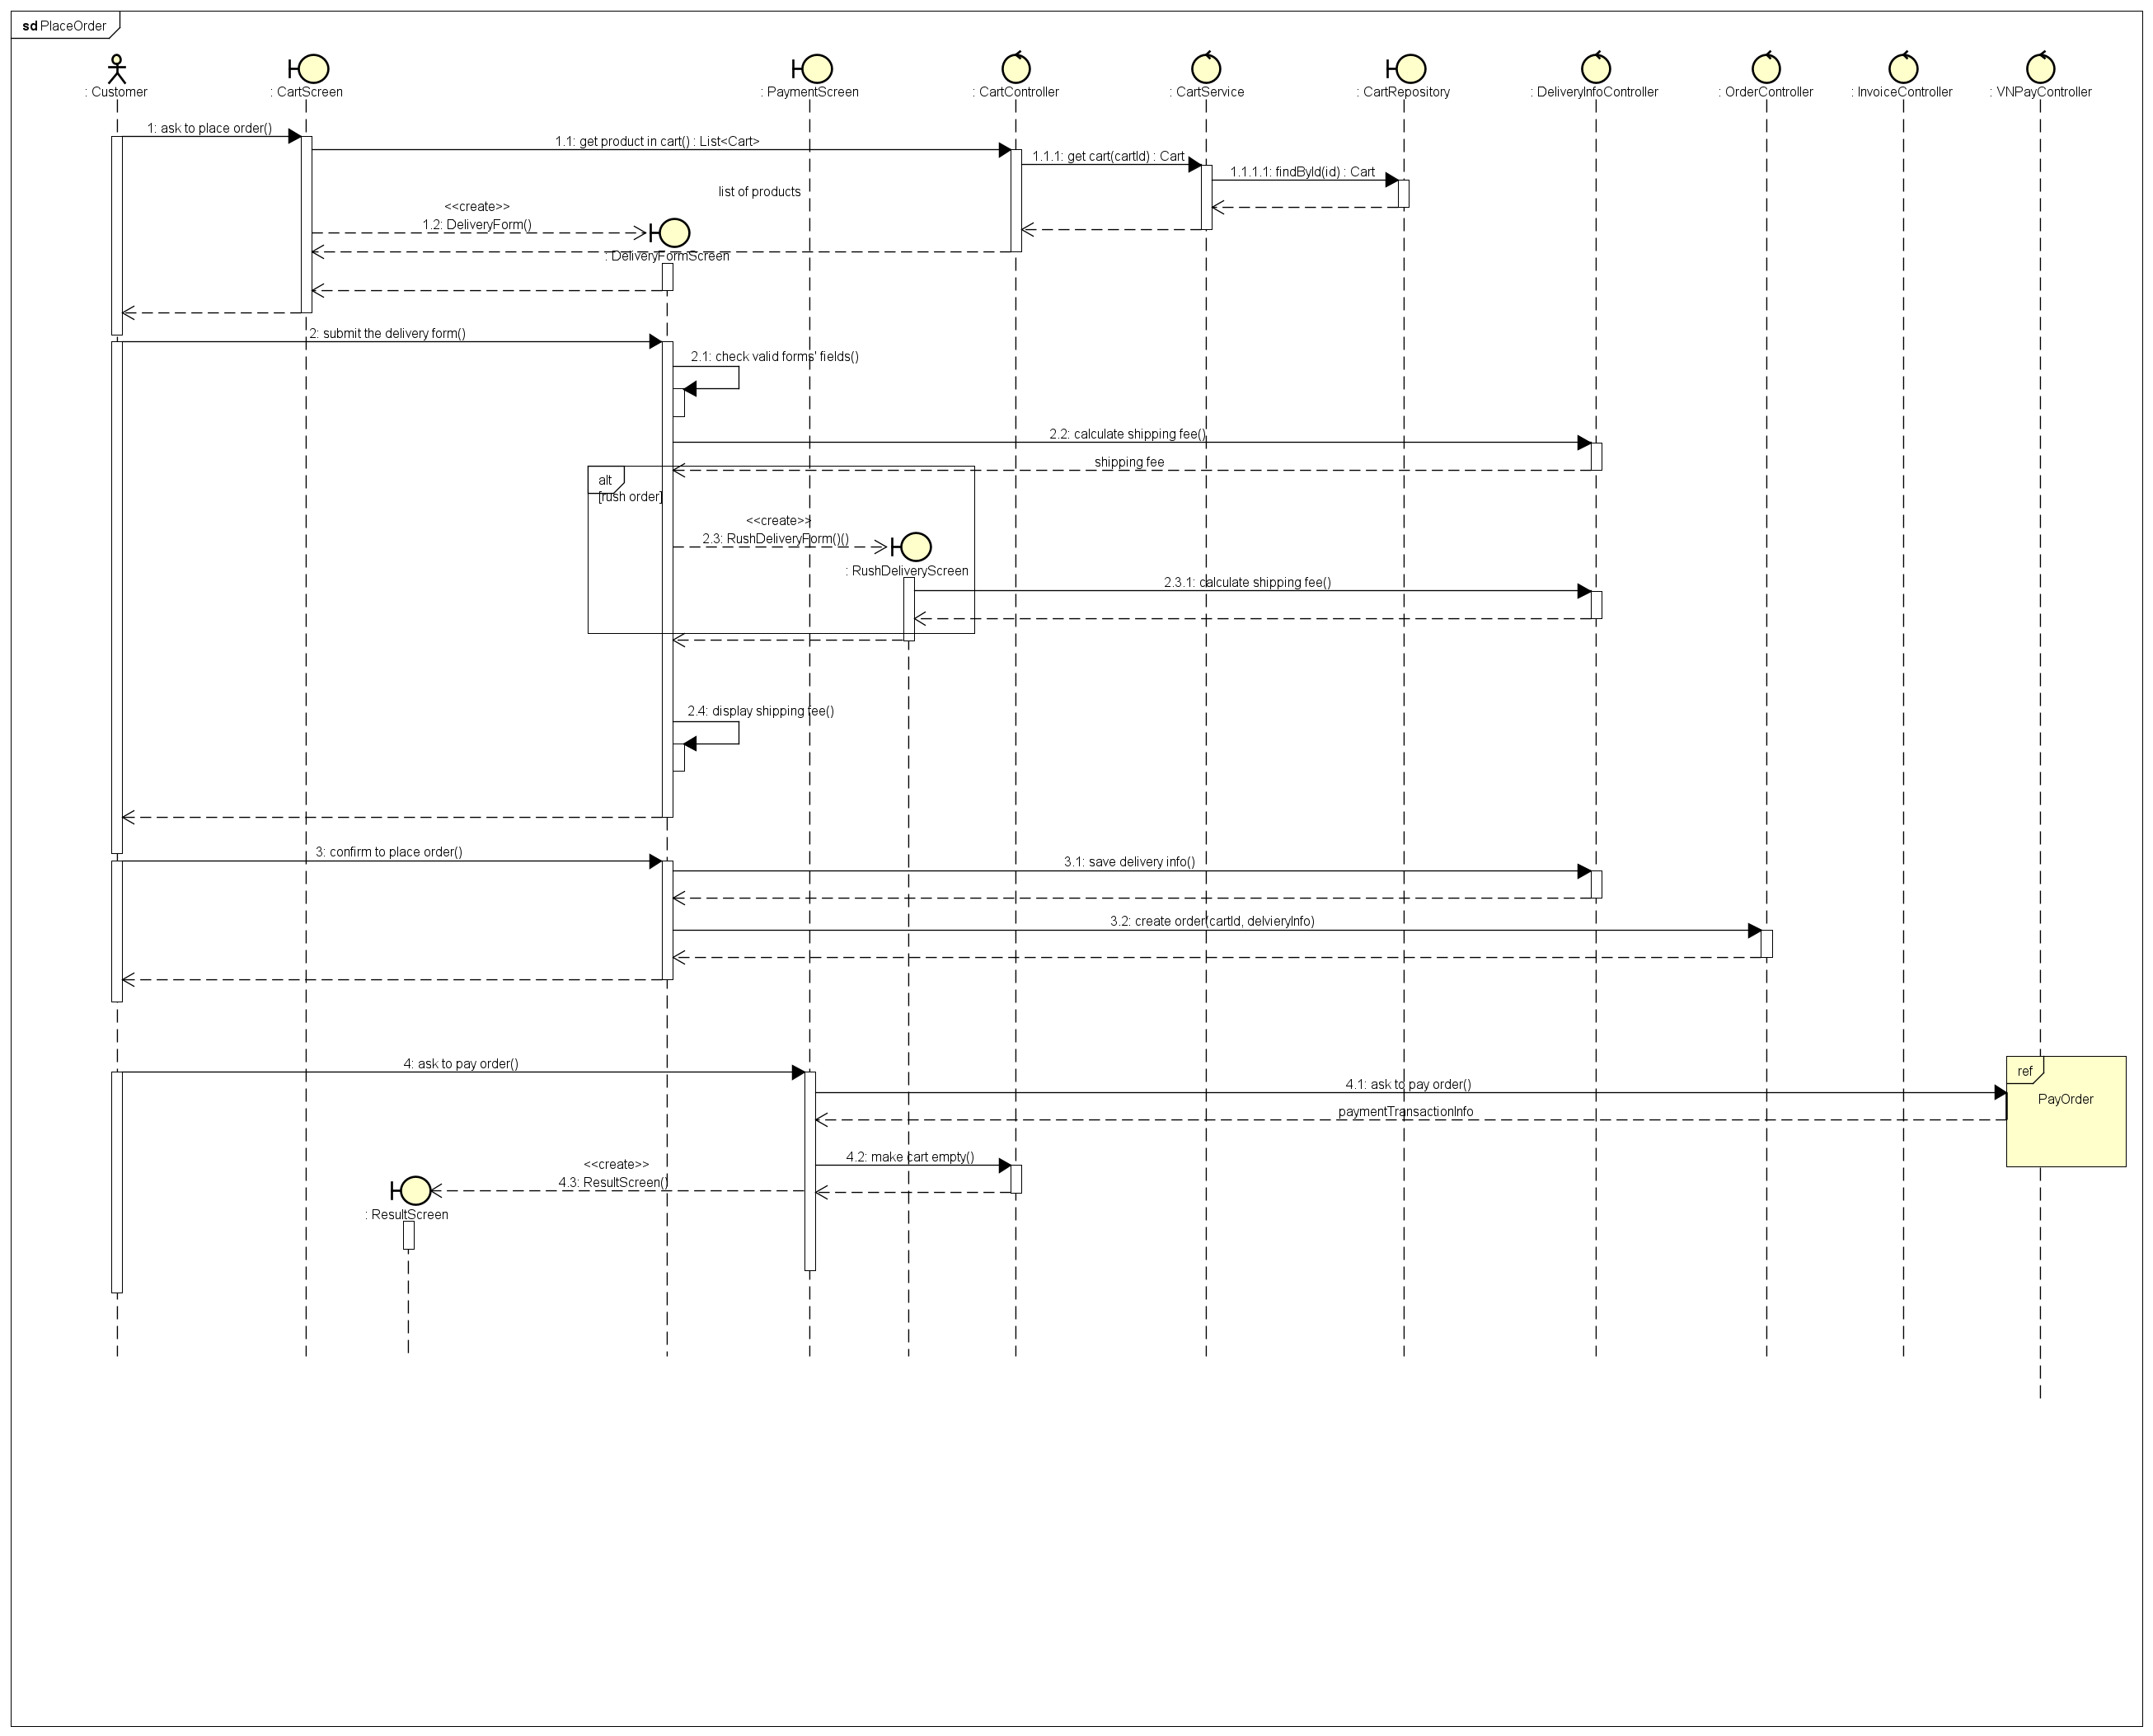 sd PlaceOrder
: Customer
: CartScreen
: PaymentScreen
: CartController
: CartService
: CartRepository
: DeliveryInfoController
: OrderController
: InvoiceController
: VNPayController
1: ask to place order()
1.1: get product in cart() : List<Cart>
1.1.1: get cart(cartId) : Cart
1.1.1.1: findById(id) : Cart
list of products
<<create>>
1.2: DeliveryForm()
: DeliveryFormScreen
2: submit the delivery form()
2.1: check valid forms' fields()
2.2: calculate shipping fee()
shipping fee
alt
[rush order]
<<create>>
2.3: RushDeliveryForm()()
: RushDeliveryScreen
2.3.1: calculate shipping fee()
2.4: display shipping fee()
3: confirm to place order()
3.1: save delivery info()
3.2: create order(cartId, delvieryInfo)
4: ask to pay order()
ref
4.1: ask to pay order()
PayOrder
paymentTransactionInfo
4.2: make cart empty()
<<create>>
4.3: ResultScreen()
: ResultScreen